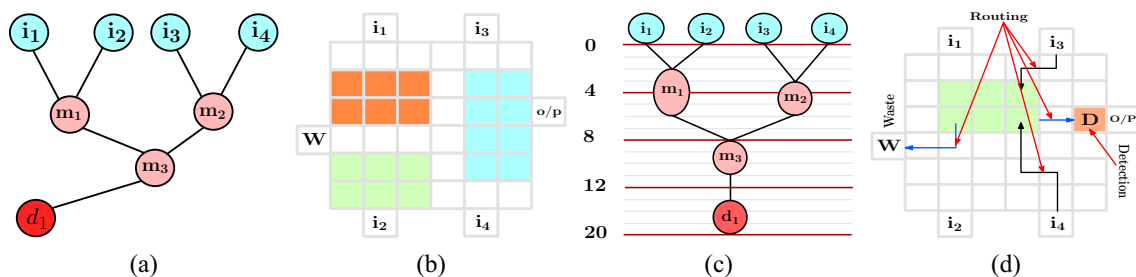 i1 i2 i3 i4
m1 m2
m3
d1
(a)
i1 i3
o/p
W
i2 i4
(b)
i1 i2 i3 i4
0
4
8
12
20
m1
m2
m3
d1
(c)
Routing
i1 i3
Waste
D O/P
W
Detection
i2 i4
(d)